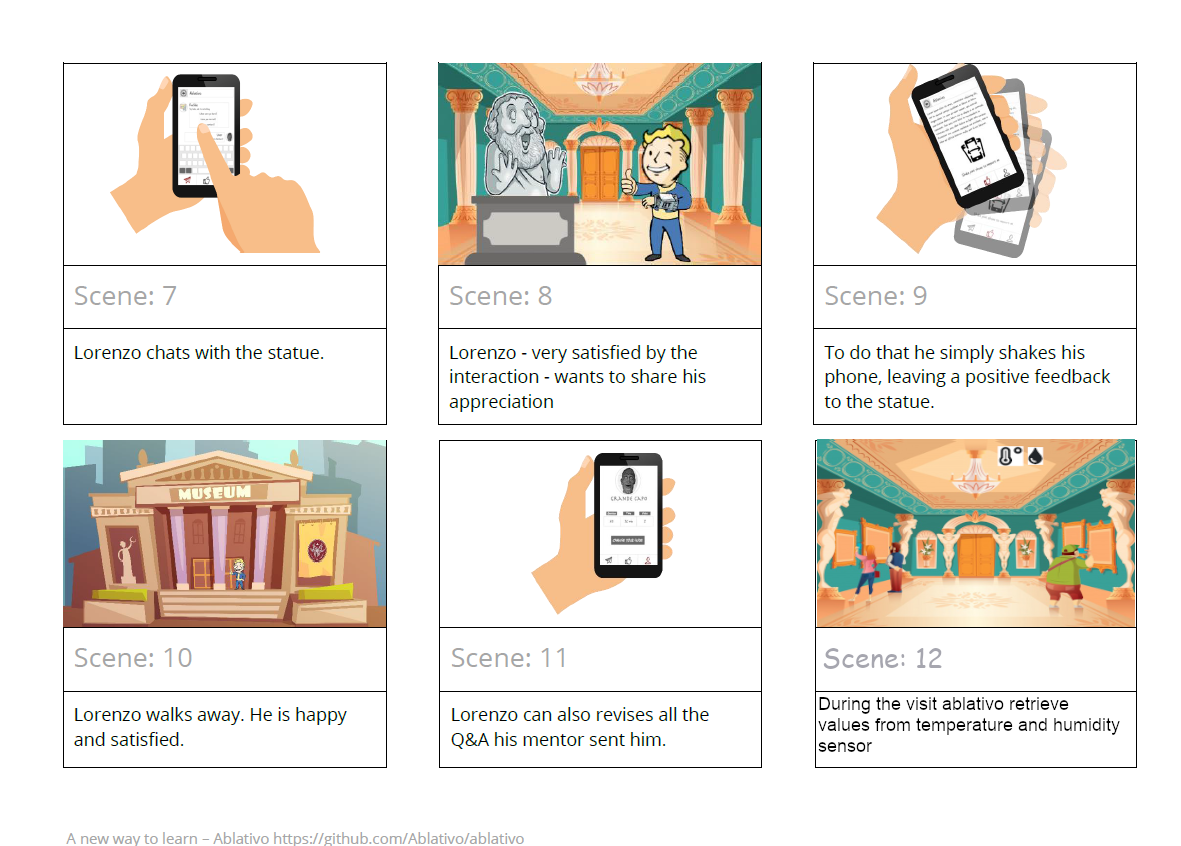 Scene: 7
Lorenzo chats with the statue.
Scene: 8
Lorenzo - very satisfied by the
interaction - wants to share his
appreciation
Ablativo
Scene: 9
To do that he simply shakes his
phone, leaving a positive feedback
to the statue.
MUSEUM
Scene: 10
Lorenzo walks away. He is happy
and satisfied.
GRANDE CAPO
Scene: 11
Lorenzo can also revises all the
Q&A his mentor sent him.
Scene: 12
During the visit ablativo retrieve
values from temperature and humidity
sensor
A new way to learn – Ablativo https://github.com/Ablativo/ablativo